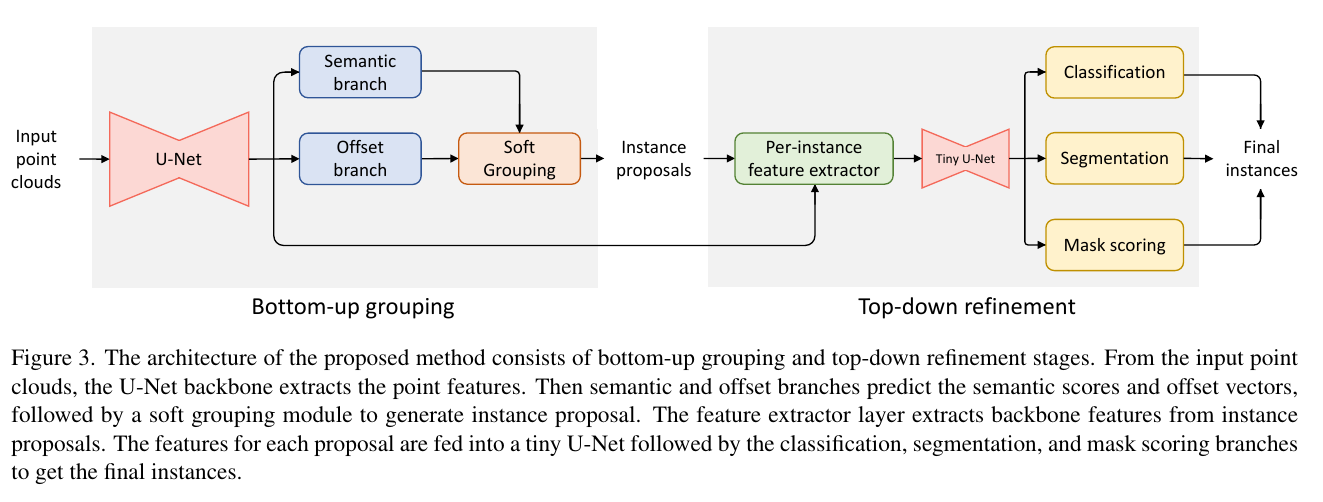 Input
point
clouds
U-Net
Semantic
branch
Offset
branch
Soft
Grouping
Instance
proposals
Per-instance
feature extractor
Tiny U-Net
Classification
Segmentation
Mask scoring
Final
instances
Bottom-up grouping
Top-down refinement
Figure 3. The architecture of the proposed method consists of bottom-up grouping and top-down refinement stages. From the input point
clouds, the U-Net backbone extracts the point features. Then semantic and offset branches predict the semantic scores and offset vectors,
followed by a soft grouping module to generate instance proposal. The feature extractor layer extracts backbone features from instance
proposals. The features for each proposal are fed into a tiny U-Net followed by the classification, segmentation, and mask scoring branches
to get the final instances.